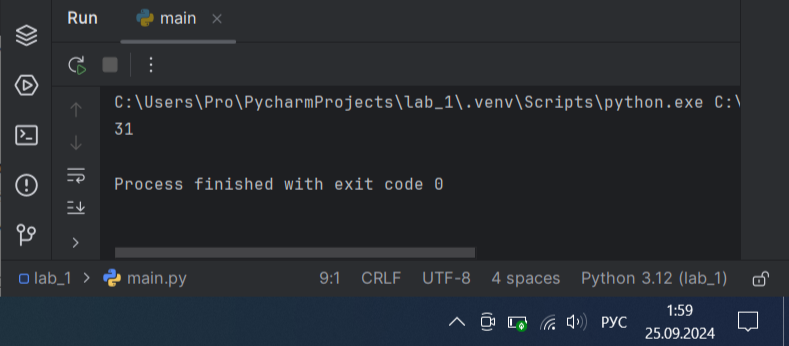 Run main
C:\Users\Pro\PycharmProjects\lab_1\.venv\Scripts\python.exe C:\
31
Process finished with exit code 0
lab_1 > main.py 9:1 CRLF UTF-8 4 spaces Python 3.12 (lab_1)
РУС 1:59
25.09.2024